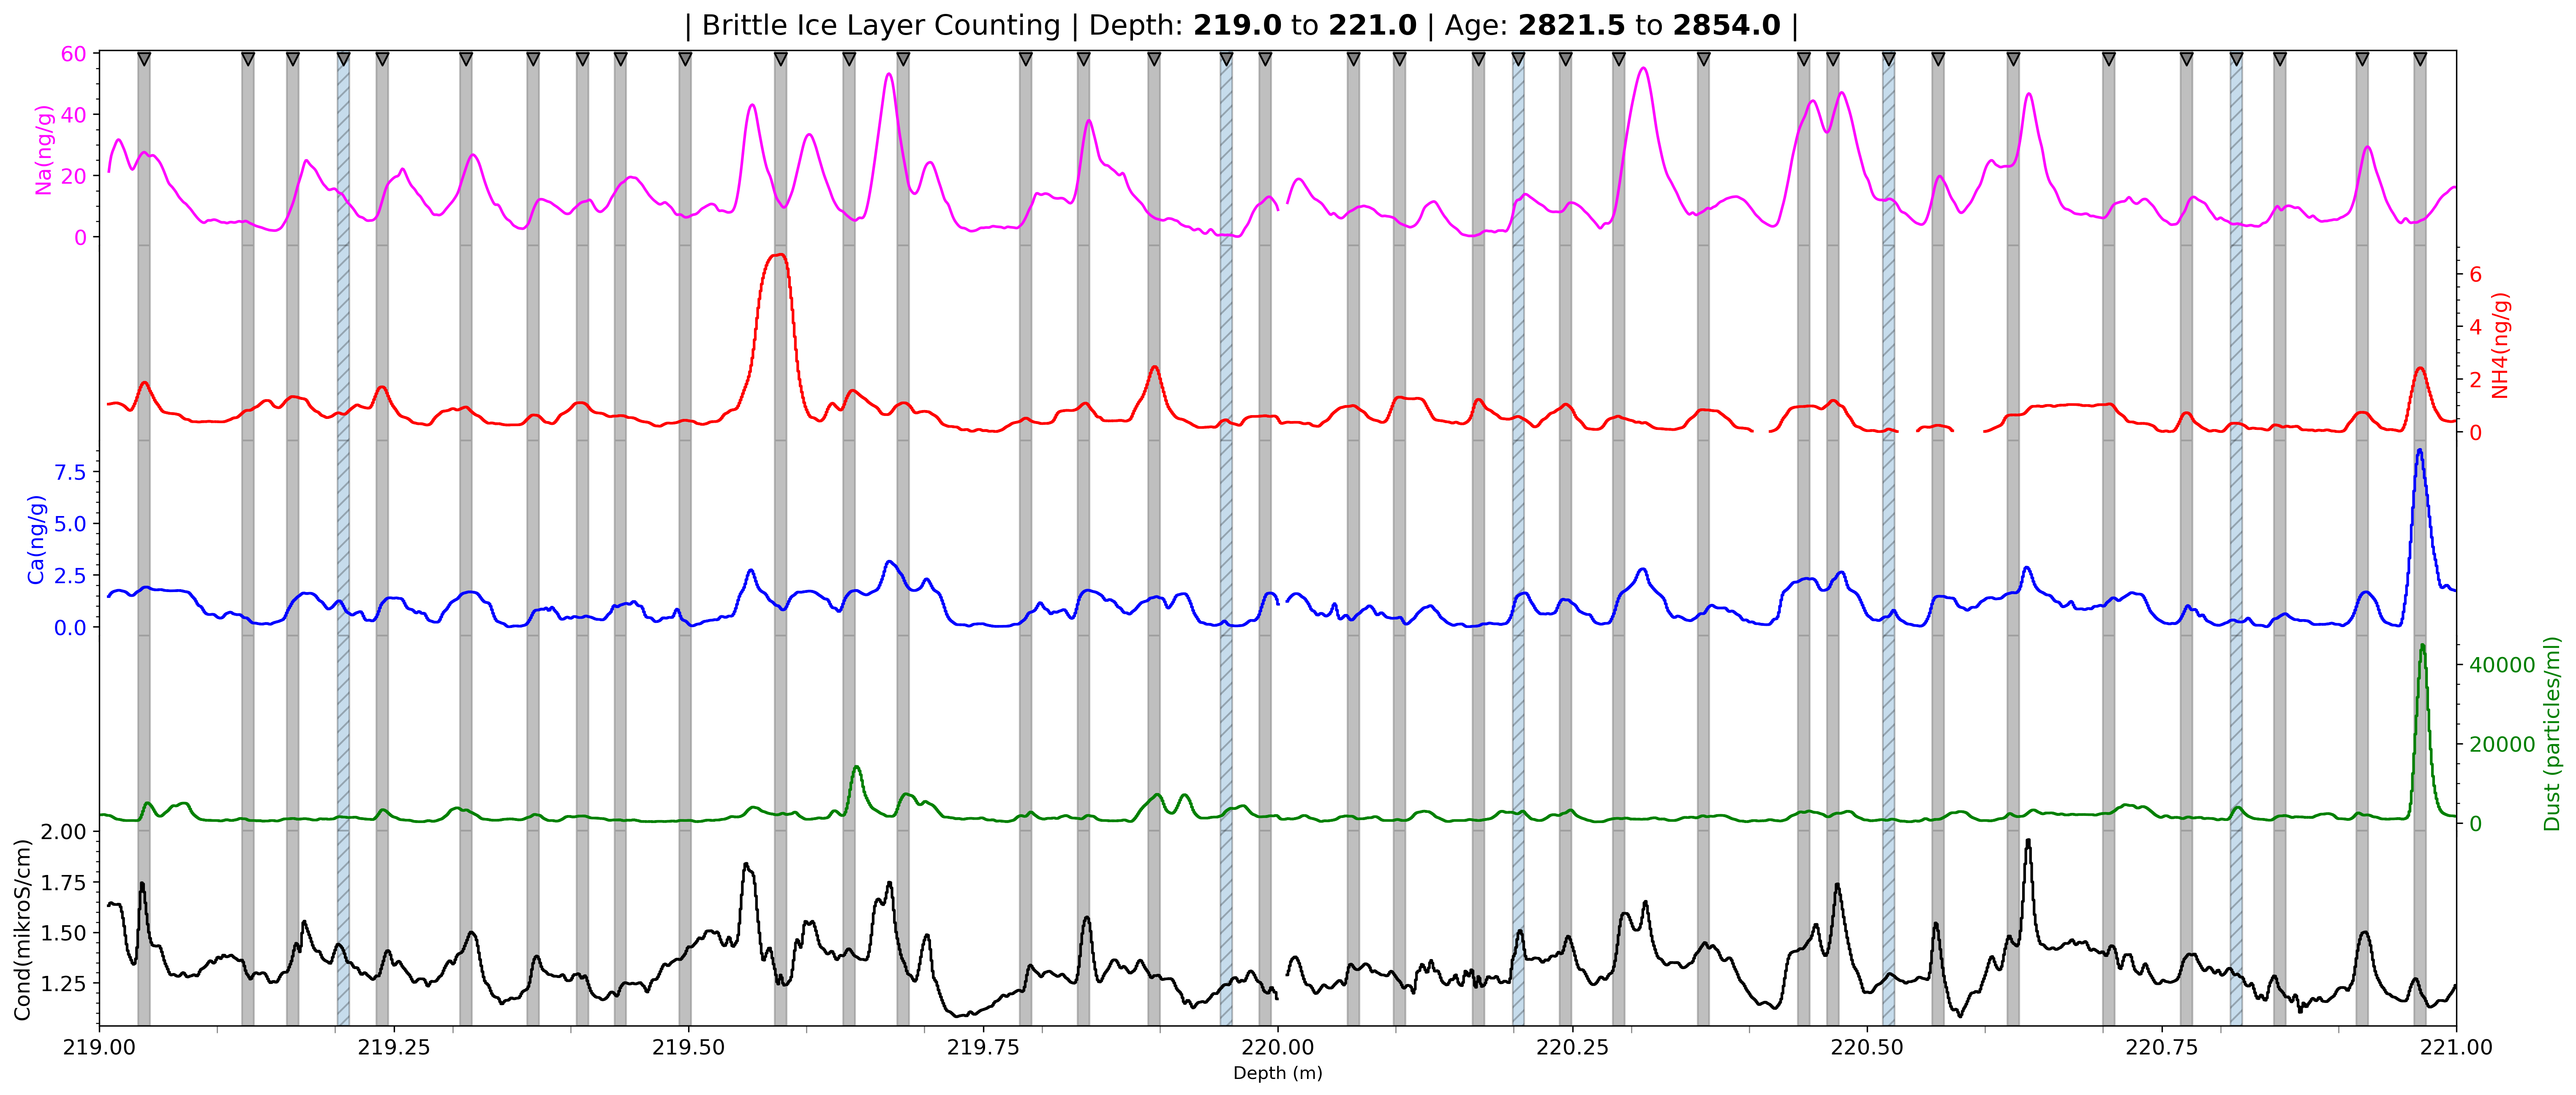 | Brittle Ice Layer Counting | Depth: 219.0 to 221.0 | Age: 2821.5 to 2854.0 |
60
40
20
0
Na(ng/g)
6
4
2
0
NH4(ng/g)
7.5
5.0
2.5
0.0
Ca(ng/g)
40000
20000
0
Dust (particles/ml)
2.00
1.75
1.50
1.25
Cond(mikroS/cm)
219.00 219.25 219.50 219.75 220.00 220.25 220.50 220.75 221.00
Depth (m)